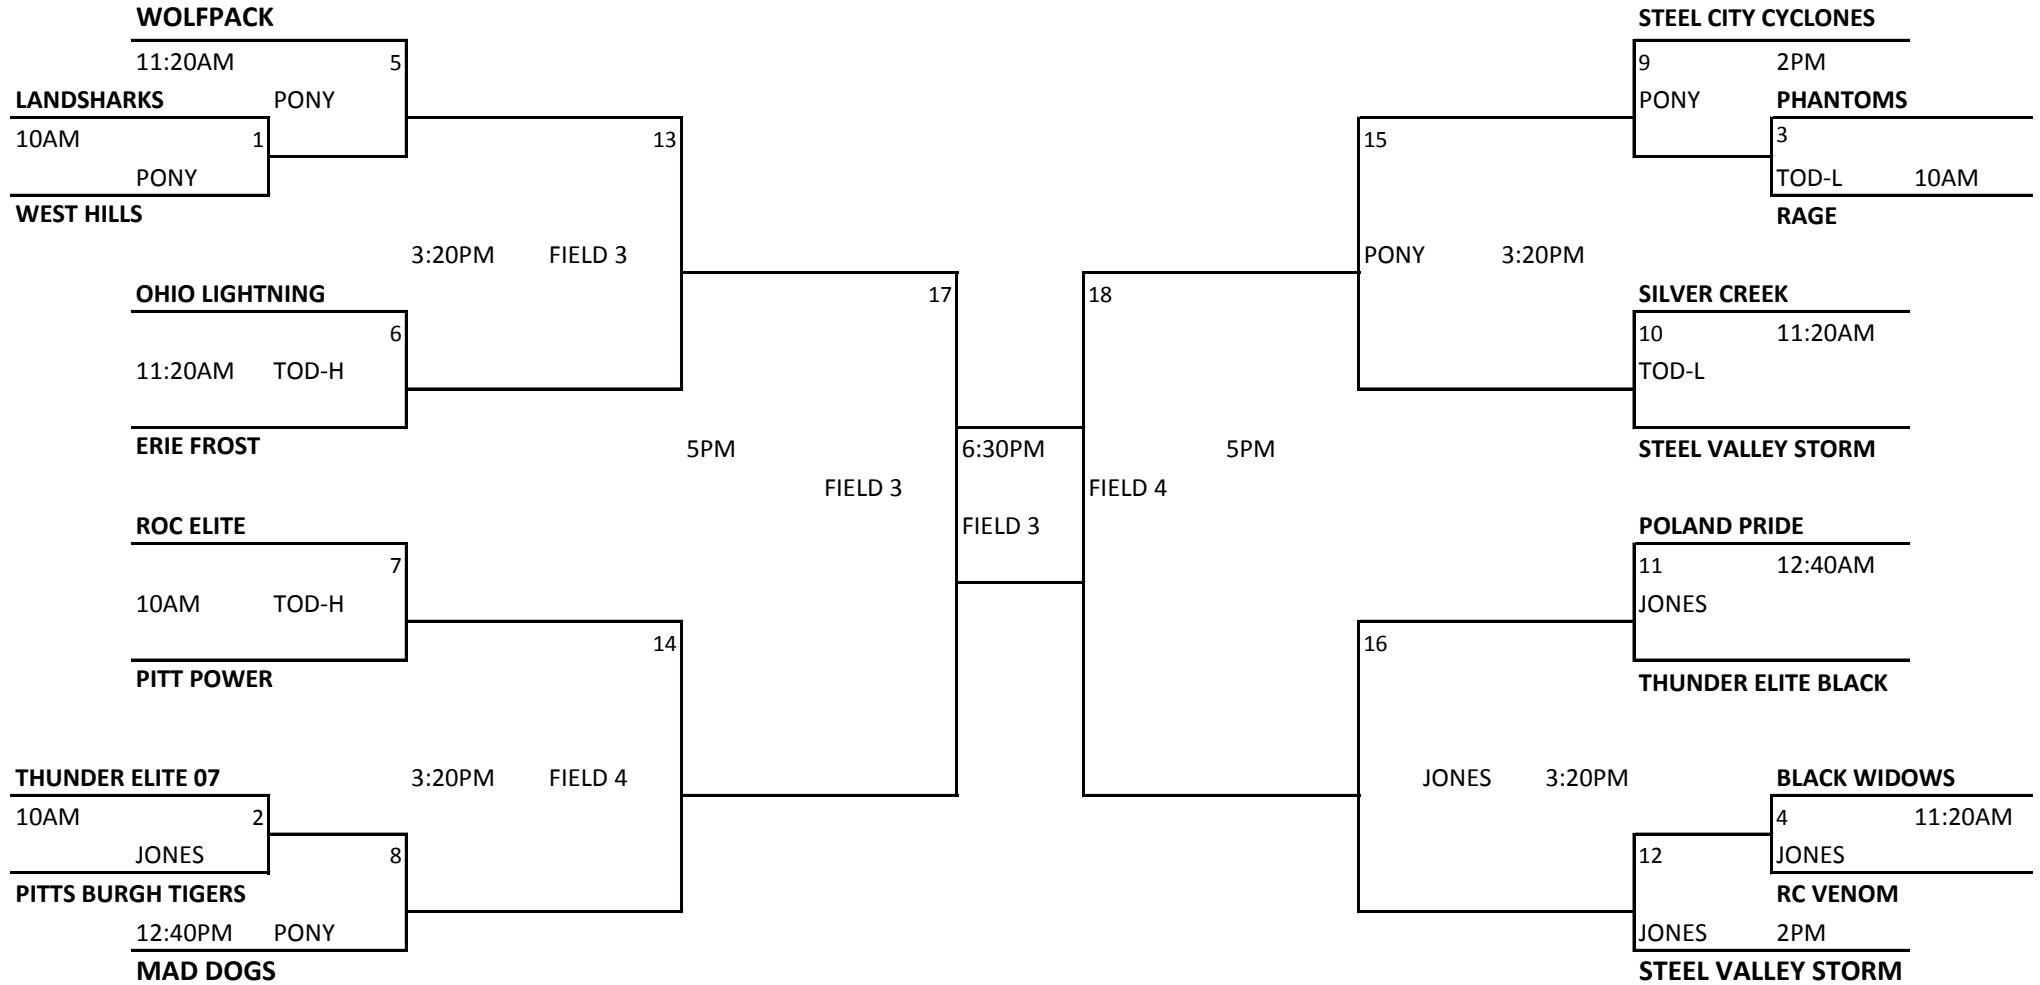 WOLFPACK STEEL CITY CYCLONES
11:20AM 5 9 2PM
LANDSHARKS PONY PONY PHANTOMS
10AM 1 13 15 3
PONY TOD-L 10AM
WEST HILLS RAGE
3:20PM FIELD 3 PONY 3:20PM
OHIO LIGHTNING 17 18 SILVER CREEK
6 10 11:20AM
11:20AM TOD-H TOD-L
ERIE FROST 5PM 6:30PM 5PM STEEL VALLEY STORM
FIELD 3 FIELD 4
ROC ELITE FIELD 3 POLAND PRIDE
7 11 12:40AM
10AM TOD-H JONES
14 16
PITT POWER THUNDER ELITE BLACK
THUNDER ELITE 07 3:20PM FIELD 4 JONES 3:20PM BLACK WIDOWS
10AM 2 4 11:20AM
JONES 8 12 JONES
PITTS BURGH TIGERS RC VENOM
12:40PM PONY JONES 2PM
MAD DOGS STEEL VALLEY STORM